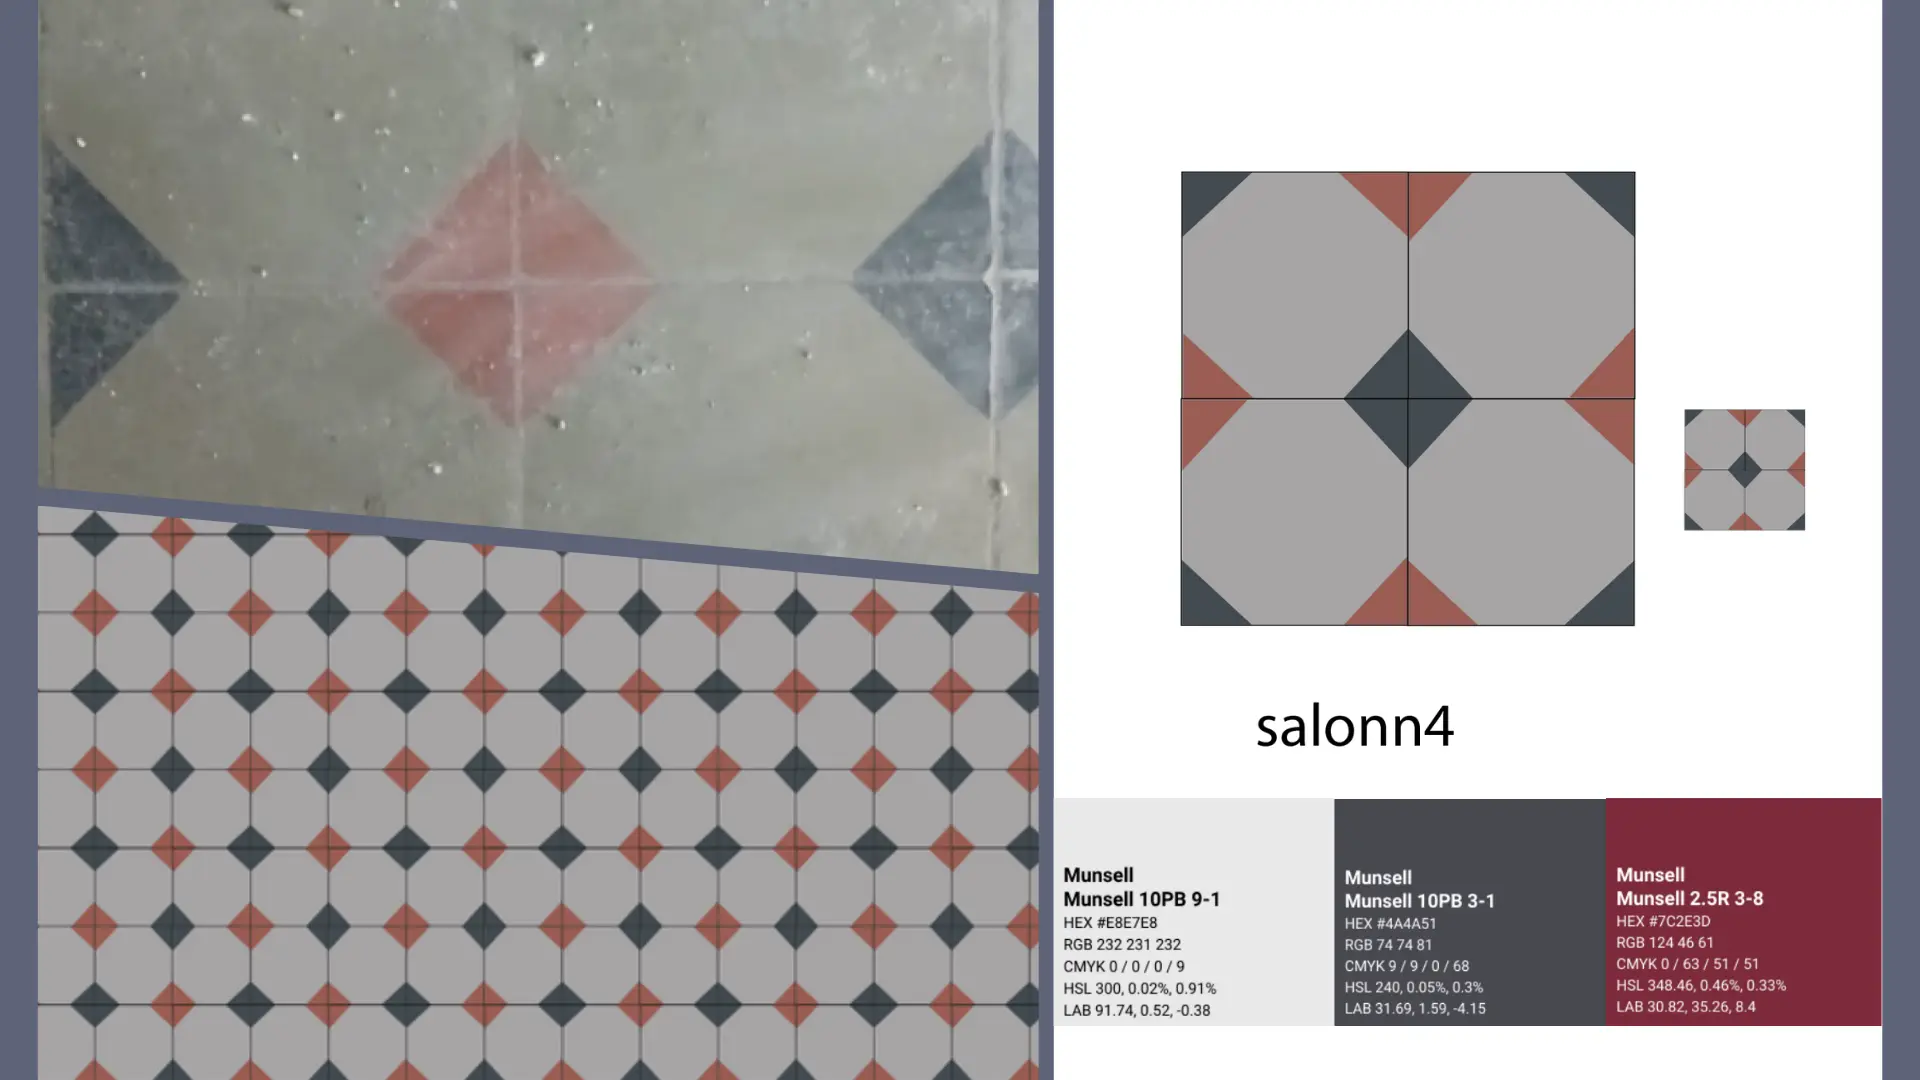 salonn4
Munsell
Munsell 10PB 9-1
HEX #E8E7E8
RGB 232 231 232
CMYK 0 / 0 / 0 / 9
HSL 300, 0.02%, 0.91%
LAB 91.74, 0.52, -0.38
Munsell
Munsell 10PB 3-1
HEX #4A4A51
RGB 74 74 81
CMYK 9 / 9 / 0 / 68
HSL 240, 0.05%, 0.3%
LAB 31.69, 1.59, -4.15
Munsell
Munsell 2.5R 3-8
HEX #7C2E3D
RGB 124 46 61
CMYK 0 / 63 / 51 / 51
HSL 348.46, 0.46%, 0.33%
LAB 30.82, 35.26, 8.4